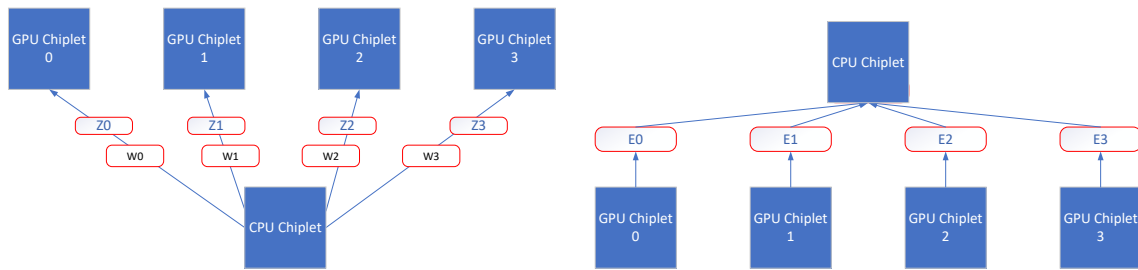 GPU Chiplet
0
GPU Chiplet
1
GPU Chiplet
2
GPU Chiplet
3
Z0
Z1
Z2
Z3
W0
W1
W2
W3
CPU Chiplet
CPU Chiplet
E0
E1
E2
E3
GPU Chiplet
0
GPU Chiplet
1
GPU Chiplet
2
GPU Chiplet
3